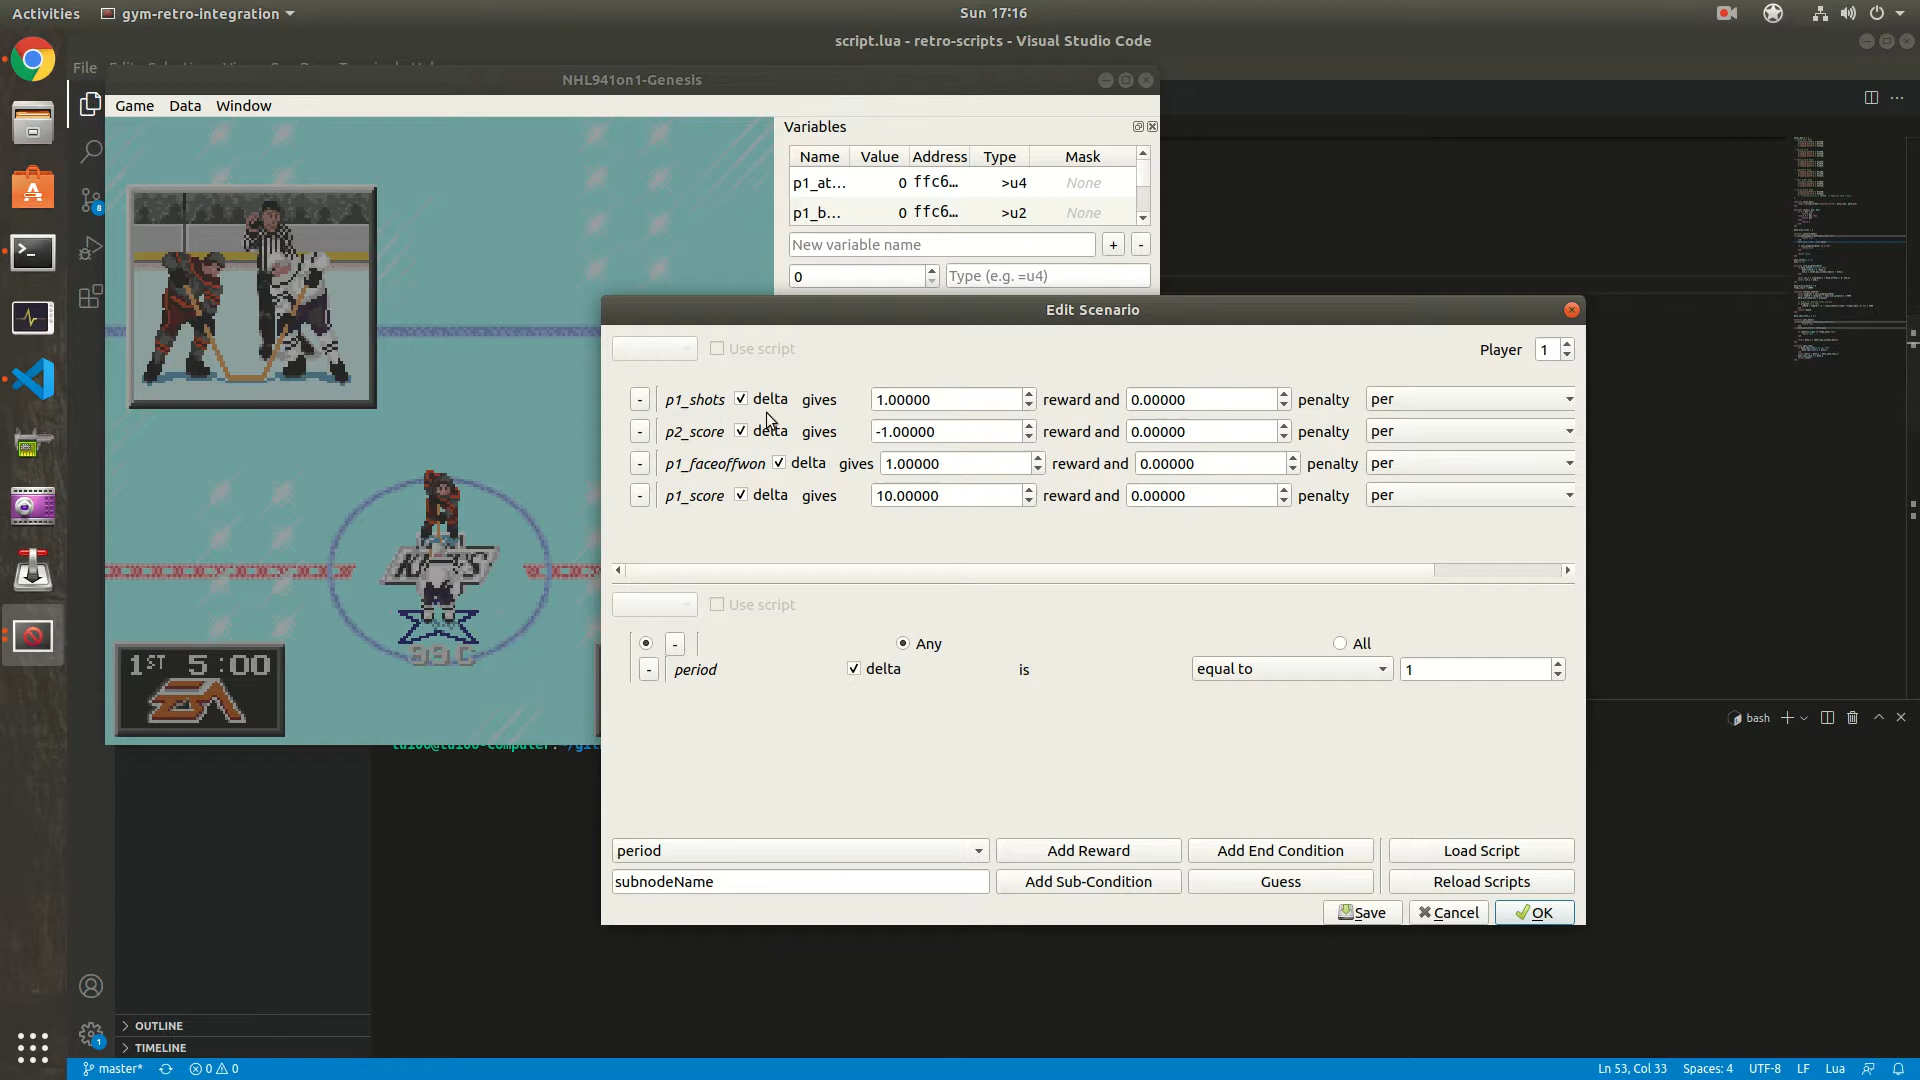 Activities gym-retro-integration Sun 17:16
script.lua - retro-scripts - Visual Studio Code
File
NHL941on1-Genesis
Game Data Window
Variables
Name Value Address Type Mask
p1_at... 0 ffc6... >u4 None
p1_b... 0 ffc6... >u2 None
New variable name + -
0 Type (e.g. =u4)
Edit Scenario
Use script Player 1
- p1_shots delta gives 1.00000 reward and 0.00000 penalty per
- p2_score delta gives -1.00000 reward and 0.00000 penalty per
- p1_faceoffwon delta gives 1.00000 reward and 0.00000 penalty per
- p1_score delta gives 10.00000 reward and 0.00000 penalty per
Use script
- Any All
- period delta is equal to 1
1ST 5:00
EA
8
bash
period Add Reward Add End Condition Load Script
subnodeName Add Sub-Condition Guess Reload Scripts
Save Cancel OK
OUTLINE
1
TIMELINE
master* 0 0 Ln 53, Col 33 Spaces: 4 UTF-8 LF Lua